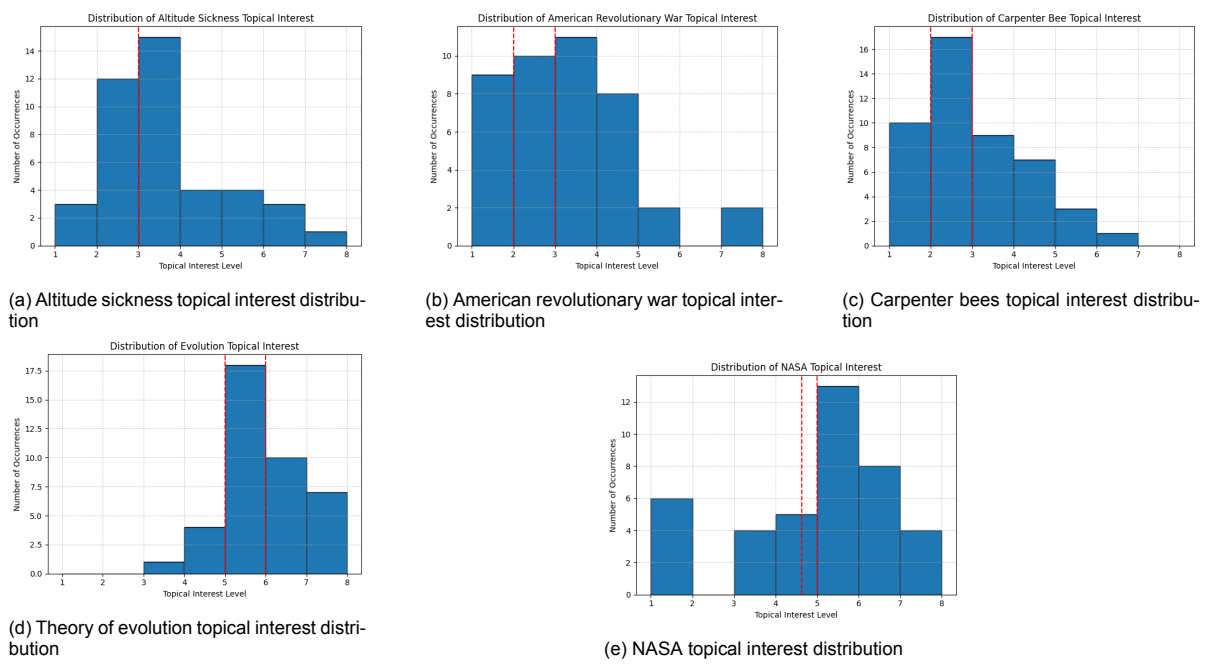 Distribution of Altitude Sickness Topical Interest
Number of Occurrences
14
12
10
8
6
4
2
0
1 2 3 4 5 6 7 8
Topical Interest Level
(a) Altitude sickness topical interest distribu-
tion
Distribution of American Revolutionary War Topical Interest
Number of Occurrences
10
8
6
4
2
0
1 2 3 4 5 6 7 8
Topical Interest Level
(b) American revolutionary war topical inter-
est distribution
Distribution of Carpenter Bee Topical Interest
Number of Occurrences
16
14
12
10
8
6
4
2
0
1 2 3 4 5 6 7 8
Topical Interest Level
(c) Carpenter bees topical interest distribu-
tion
Distribution of Evolution Topical Interest
Number of Occurrences
17.5
15.0
12.5
10.0
7.5
5.0
2.5
0.0
1 2 3 4 5 6 7 8
Topical Interest Level
(d) Theory of evolution topical interest distri-
bution
Distribution of NASA Topical Interest
Number of Occurrences
12
10
8
6
4
2
0
1 2 3 4 5 6 7 8
Topical Interest Level
(e) NASA topical interest distribution